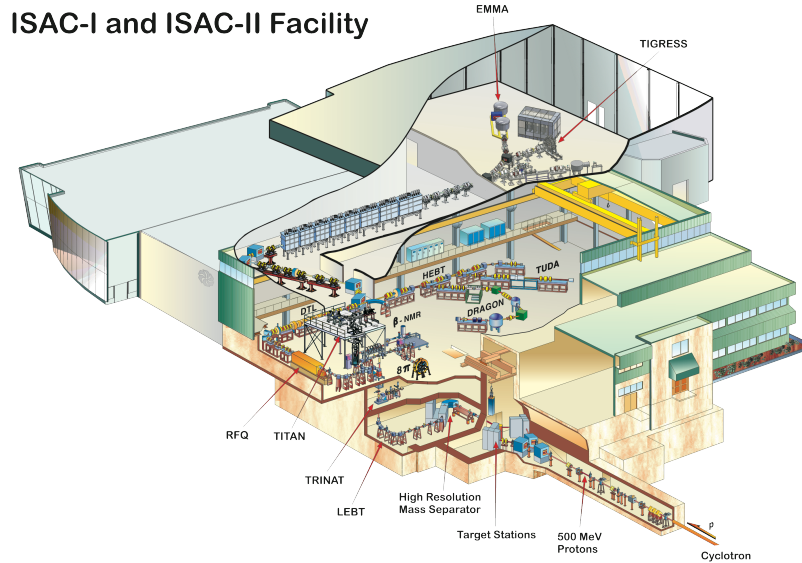 ISAC-I and ISAC-II Facility
EMMA
TIGRESS
HEBT
TUDA
DTL
DRAGON
β-NMR
8π
RFQ
TITAN
TRINAT
LEBT
High Resolution
Mass Separator
Target Stations
500 MeV
Protons
p
Cyclotron